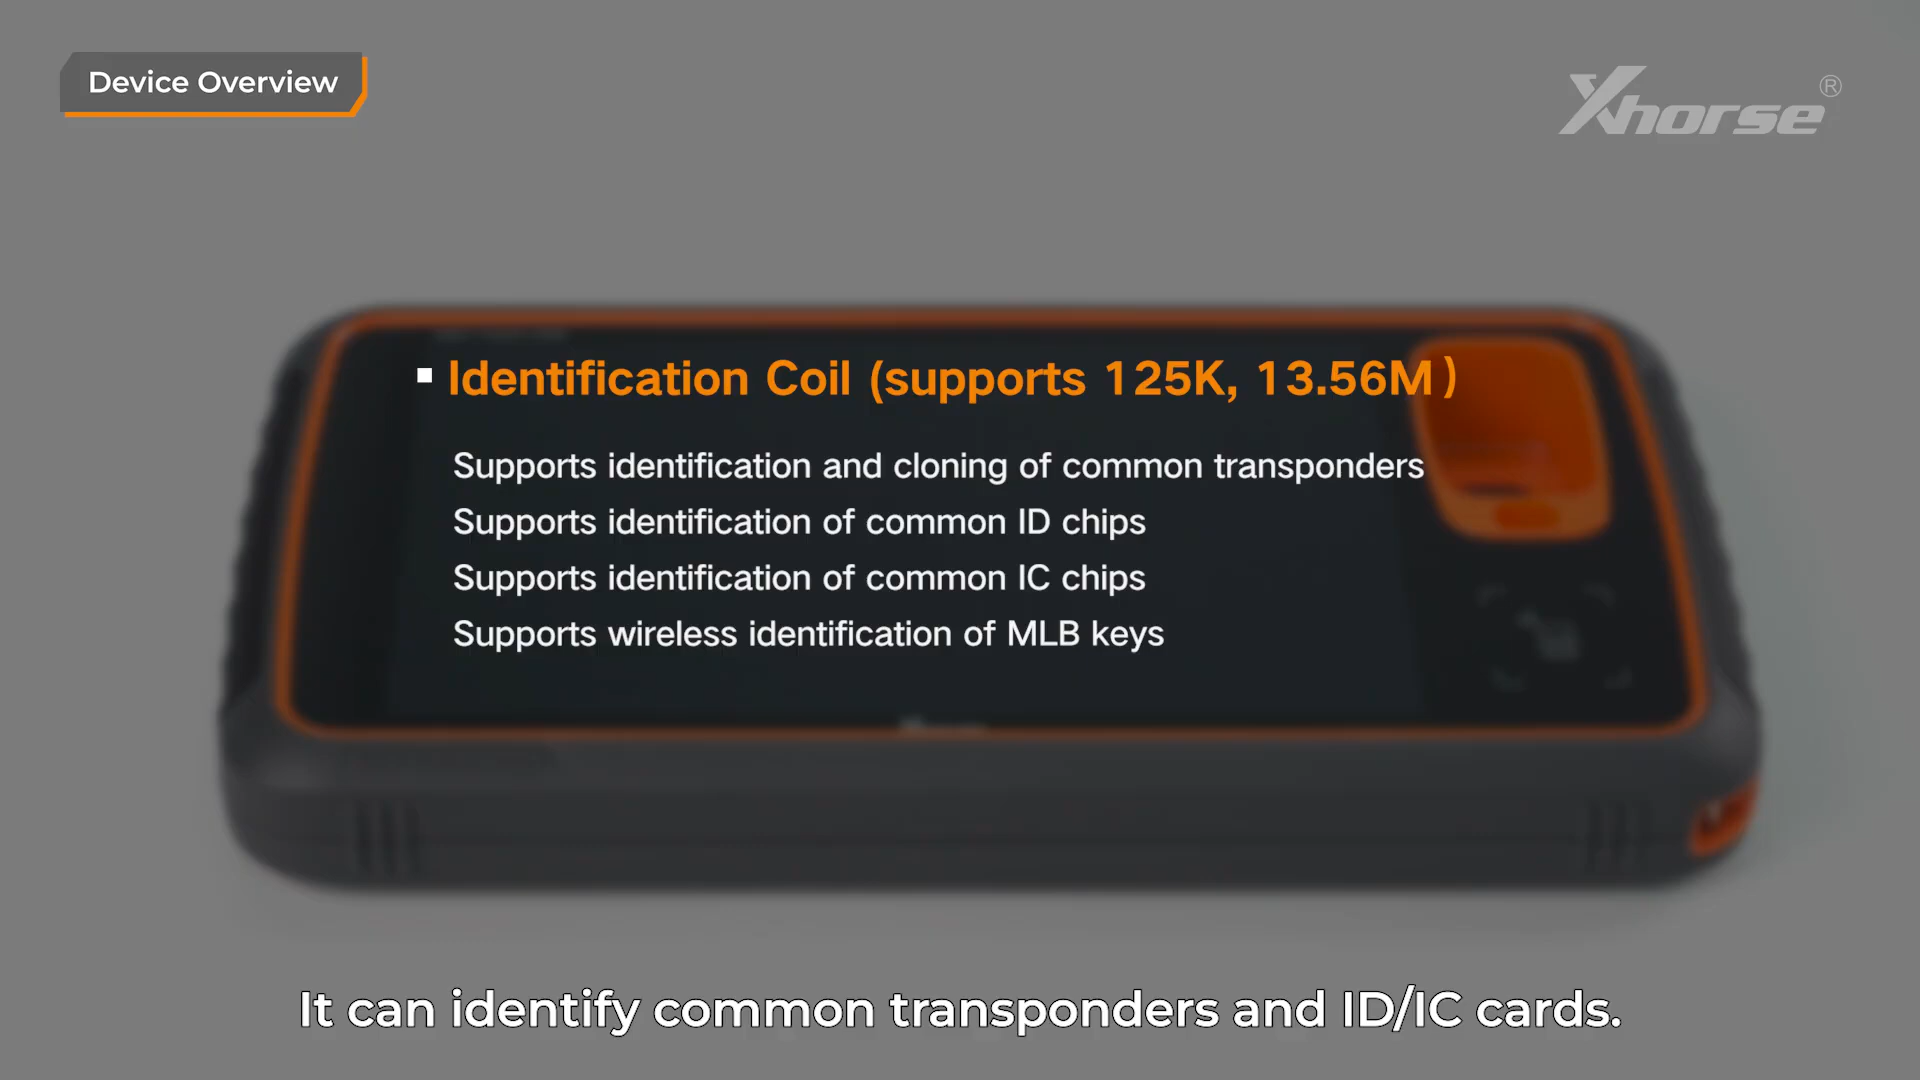 Device Overview
Xhorse®
▪ Identification Coil (supports 125K, 13.56M)
Supports identification and cloning of common transponders
Supports identification of common ID chips
Supports identification of common IC chips
Supports wireless identification of MLB keys
It can identify common transponders and ID/IC cards.